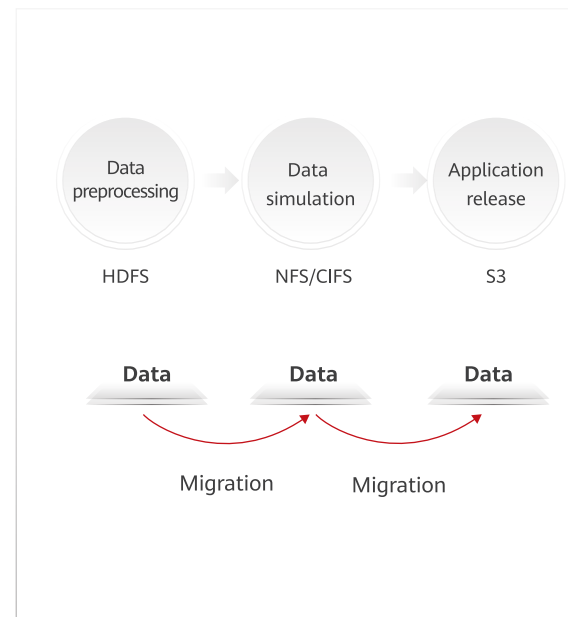 Data
preprocessing
Data
simulation
Application
release
HDFS
NFS/CIFS
S3
Data
Data
Data
Migration
Migration